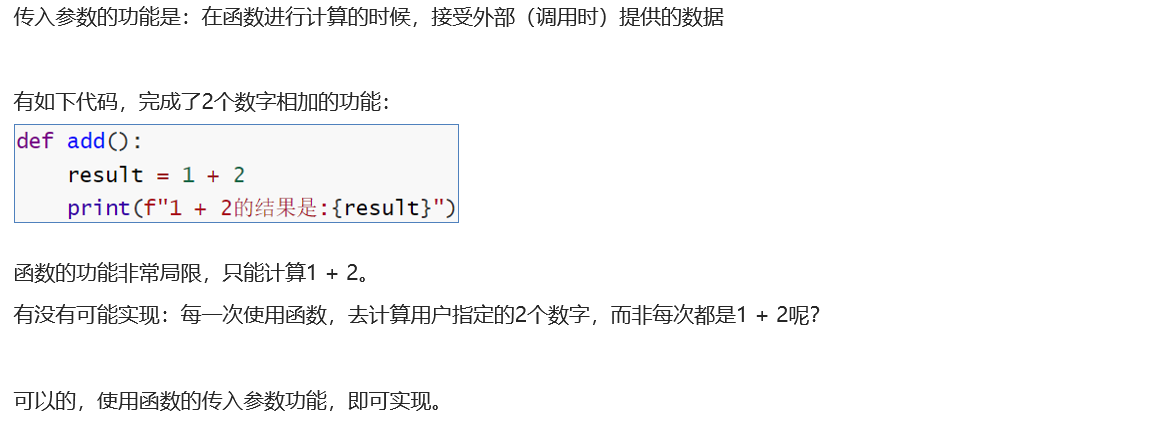 传入参数的功能是：在函数进行计算的时候，接受外部（调用时）提供的数据
有如下代码，完成了2个数字相加的功能：
def add():
    result = 1 + 2
    print(f"1 + 2的结果是:{result}")
函数的功能非常局限，只能计算1 + 2。
有没有可能实现：每一次使用函数，去计算用户指定的2个数字，而非每次都是1 + 2呢？
可以的，使用函数的传入参数功能，即可实现。